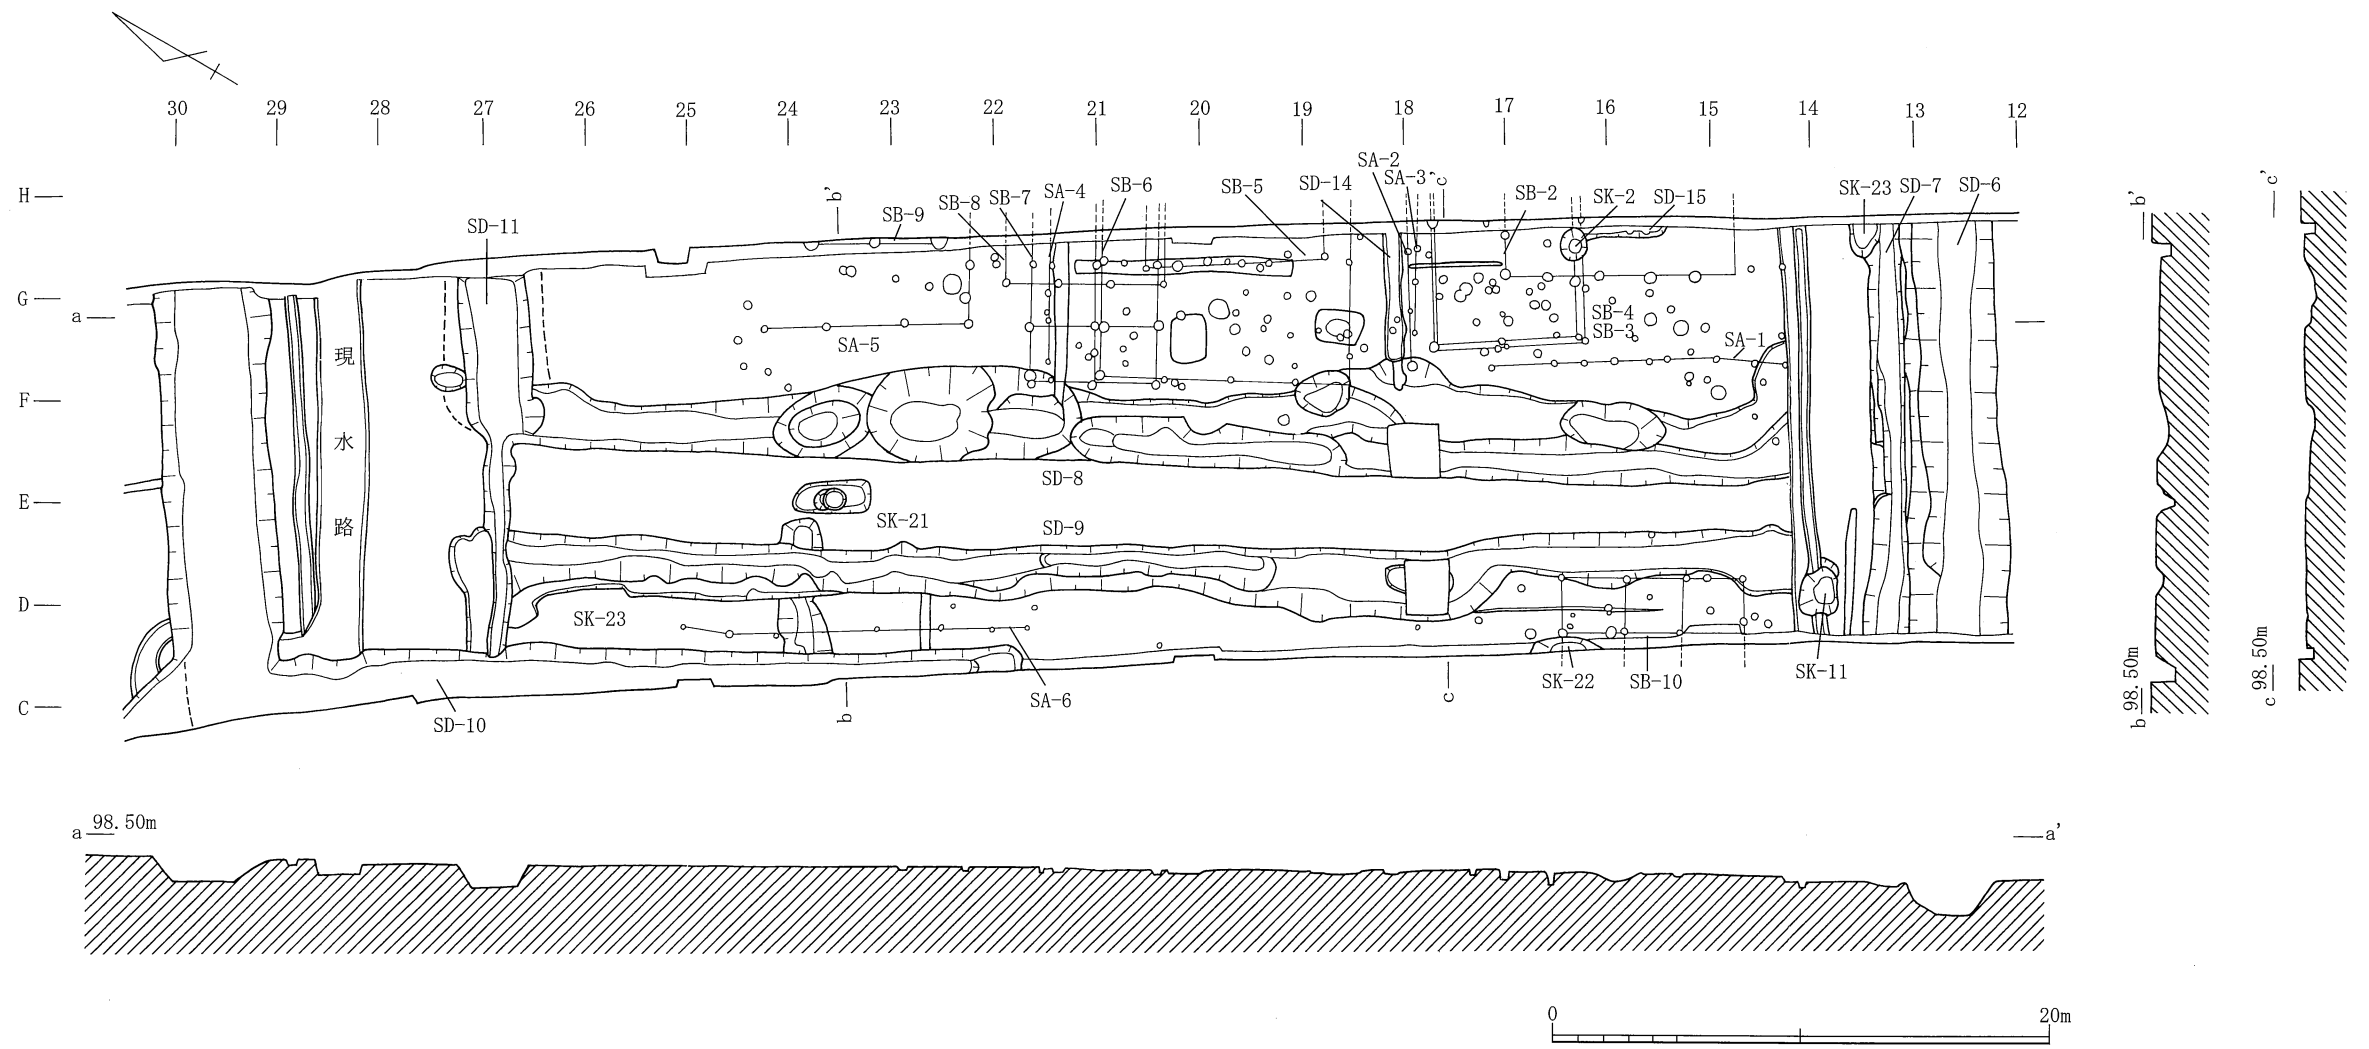 30 29 28 27 26 25 24 23 22 21 20 19 18 17 16 15 14 13 12
H
G
F
E
D
C
a
b'
c'
SA-2
SA-3
SD-11
SB-9
SB-8
SB-7
SA-4
SB-6
SB-5
SD-14
SB-2
SK-2
SD-15
SK-23
SD-7
SD-6
SB-4
SB-3
SA-1
SA-5
現水路
SD-8
SK-21
SD-9
SK-23
SD-10
b
SA-6
c
SK-22
SB-10
SK-11
b'
b 98.50m
c'
c 98.50m
a 98.50m
a'
0 20m